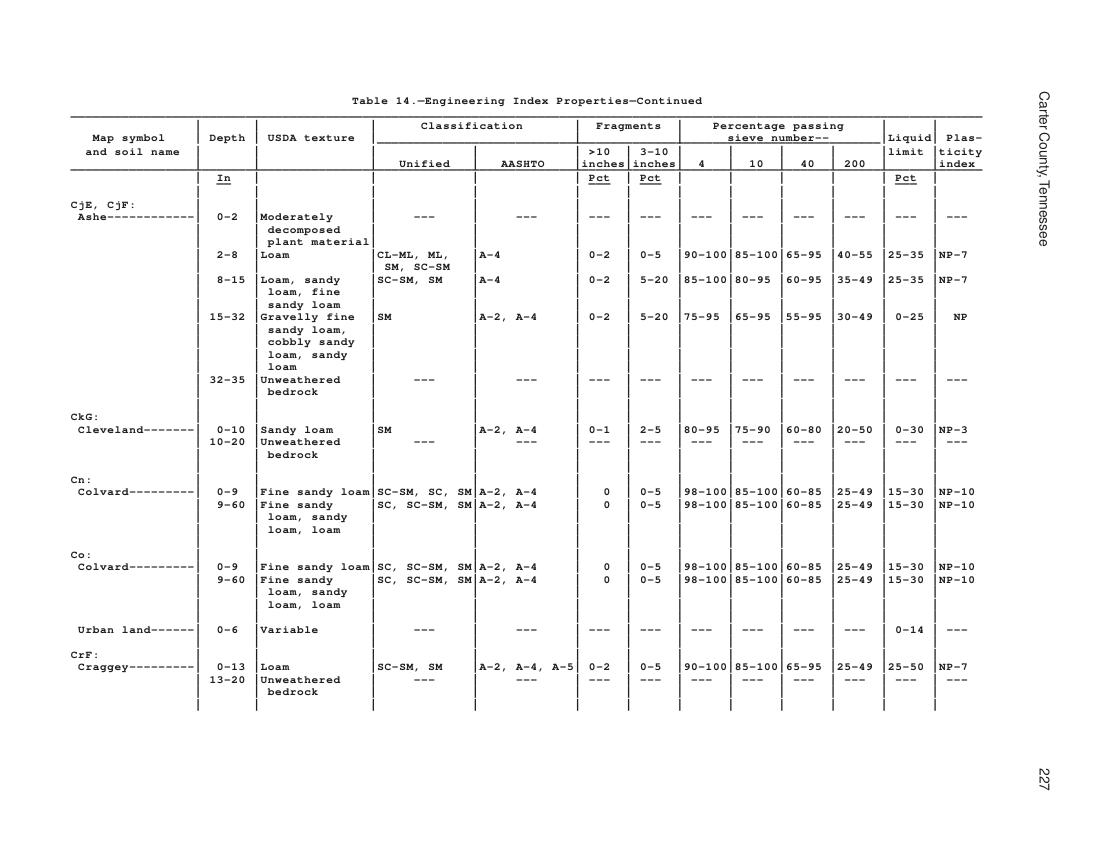 Table 14.—Engineering Index Properties—Continued
Classification Fragments Percentage passing
Map symbol Depth USDA texture sieve number-- Liquid Plas-
and soil name >10 3-10 limit ticity
Unified AASHTO inches inches 4 10 40 200 index
In Pct Pct Pct
CjE, CjF:
Ashe------------ 0-2 Moderately --- --- --- --- --- --- --- --- --- ---
decomposed
plant material
2-8 Loam CL-ML, ML, A-4 0-2 0-5 90-100 85-100 65-95 40-55 25-35 NP-7
SM, SC-SM
8-15 Loam, sandy SC-SM, SM A-4 0-2 5-20 85-100 80-95 60-95 35-49 25-35 NP-7
loam, fine
sandy loam
15-32 Gravelly fine SM A-2, A-4 0-2 5-20 75-95 65-95 55-95 30-49 0-25 NP
sandy loam,
cobbly sandy
loam, sandy
loam
32-35 Unweathered --- --- --- --- --- --- --- --- --- ---
bedrock
CkG:
Cleveland------- 0-10 Sandy loam SM A-2, A-4 0-1 2-5 80-95 75-90 60-80 20-50 0-30 NP-3
10-20 Unweathered --- --- --- --- --- --- --- --- --- ---
bedrock
Cn:
Colvard--------- 0-9 Fine sandy loam SC-SM, SC, SM A-2, A-4 0 0-5 98-100 85-100 60-85 25-49 15-30 NP-10
9-60 Fine sandy SC, SC-SM, SM A-2, A-4 0 0-5 98-100 85-100 60-85 25-49 15-30 NP-10
loam, sandy
loam, loam
Co:
Colvard--------- 0-9 Fine sandy loam SC, SC-SM, SM A-2, A-4 0 0-5 98-100 85-100 60-85 25-49 15-30 NP-10
9-60 Fine sandy SC, SC-SM, SM A-2, A-4 0 0-5 98-100 85-100 60-85 25-49 15-30 NP-10
loam, sandy
loam, loam
Urban land------ 0-6 Variable --- --- --- --- --- --- --- --- 0-14 ---
CrF:
Craggey--------- 0-13 Loam SC-SM, SM A-2, A-4, A-5 0-2 0-5 90-100 85-100 65-95 25-49 25-50 NP-7
13-20 Unweathered --- --- --- --- --- --- --- --- --- ---
bedrock
Carter County, Tennessee
227